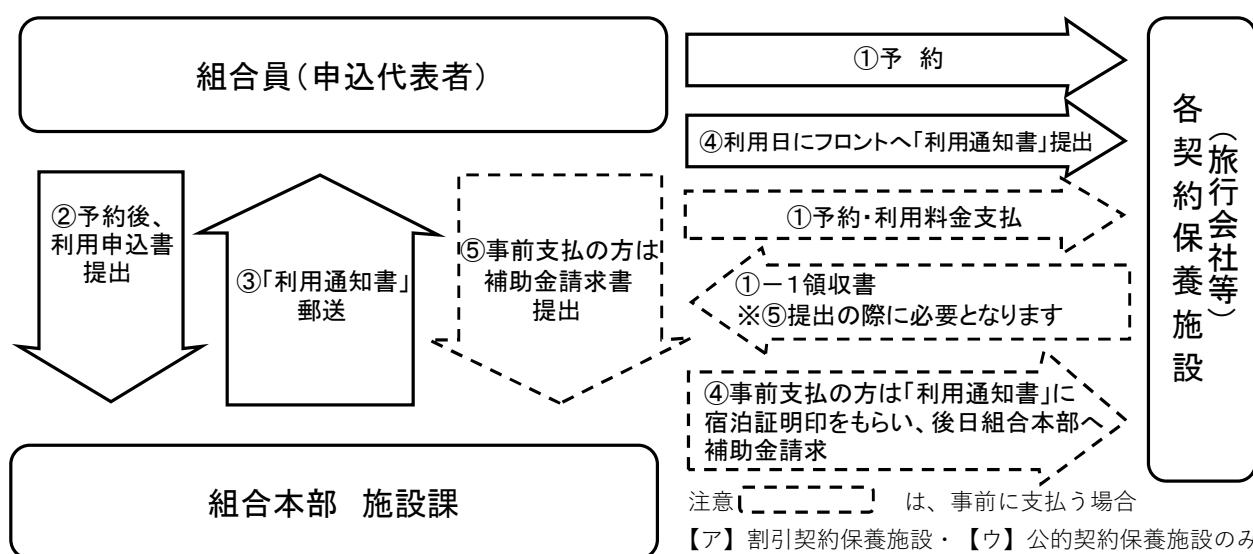 組合員（申込代表者）
①予　約
④利用日にフロントへ「利用通知書」提出
①予約・利用料金支払
①－１領収書
※⑤提出の際に必要となります
④事前支払の方は「利用通知書」に
宿泊証明印をもらい、後日組合本部へ
補助金請求
各契約保養施設
（旅行会社等）
②予約後、
利用申込書
提出
③「利用通知書」
郵送
⑤事前支払の方は
補助金請求書
提出
組合本部　施設課
注意　は、事前に支払う場合
【ア】割引契約保養施設・【ウ】公的契約保養施設のみ